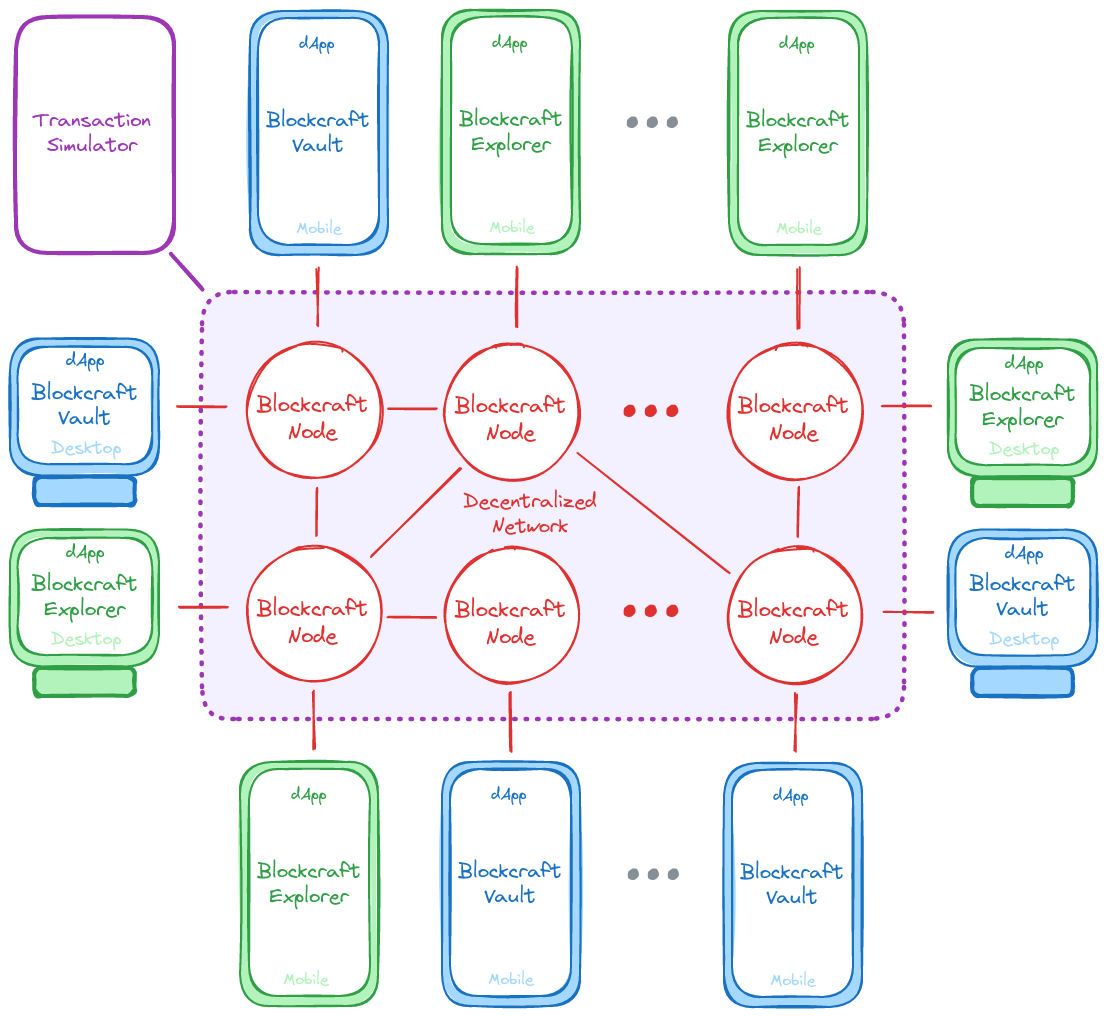 Transaction
Simulator
dApp
Blockcraft
Vault
Mobile
dApp
Blockcraft
Explorer
Mobile
dApp
Blockcraft
Explorer
Mobile
dApp
Blockcraft
Vault
Desktop
Blockcraft
Node
Blockcraft
Node
Blockcraft
Node
dApp
Blockcraft
Explorer
Desktop
Decentralized
Network
dApp
Blockcraft
Explorer
Desktop
Blockcraft
Node
Blockcraft
Node
Blockcraft
Node
dApp
Blockcraft
Vault
Desktop
dApp
Blockcraft
Explorer
Mobile
dApp
Blockcraft
Vault
Mobile
dApp
Blockcraft
Vault
Mobile